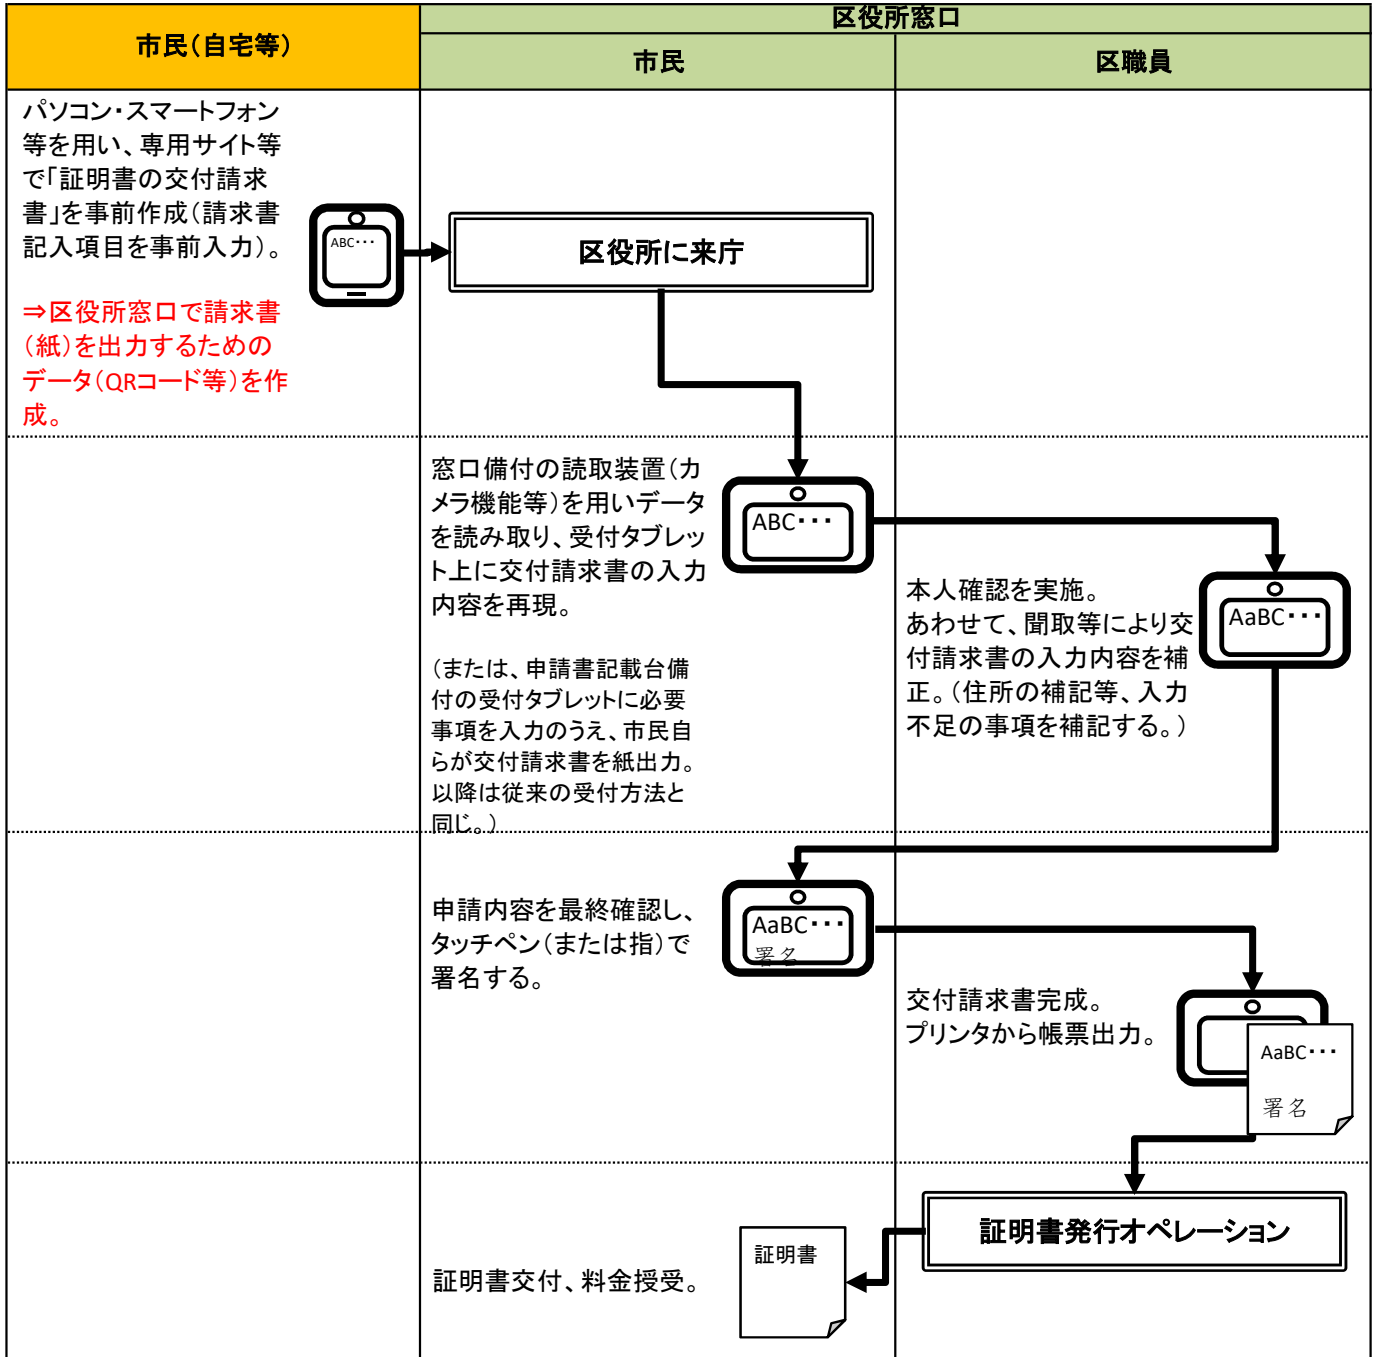 区役所窓口
市民（自宅等）
市民
区職員
パソコン・スマートフォン
等を用い、専用サイト等
で「証明書の交付請求
書」を事前作成（請求書
記入項目を事前入力）。
⇒区役所窓口で請求書
（紙）を出力するための
データ（QRコード等）を作
成。
ABC・・・
区役所に来庁
窓口備付の読取装置（カ
メラ機能等）を用いデータ
を読み取り、受付タブレッ
ト上に交付請求書の入力
内容を再現。
（または、申請書記載台備
付の受付タブレットに必要
事項を入力のうえ、市民自
らが交付請求書を紙出力。
以降は従来の受付方法と
同じ。）
ABC・・・
本人確認を実施。
あわせて、聞取等により交
付請求書の入力内容を補
正。（住所の補記等、入力
不足の事項を補記する。）
AaBC・・・
申請内容を最終確認し、
タッチペン（または指）で
署名する。
AaBC・・・
署名
交付請求書完成。
プリンタから帳票出力。
AaBC・・・
署名
証明書発行オペレーション
証明書
証明書交付、料金授受。